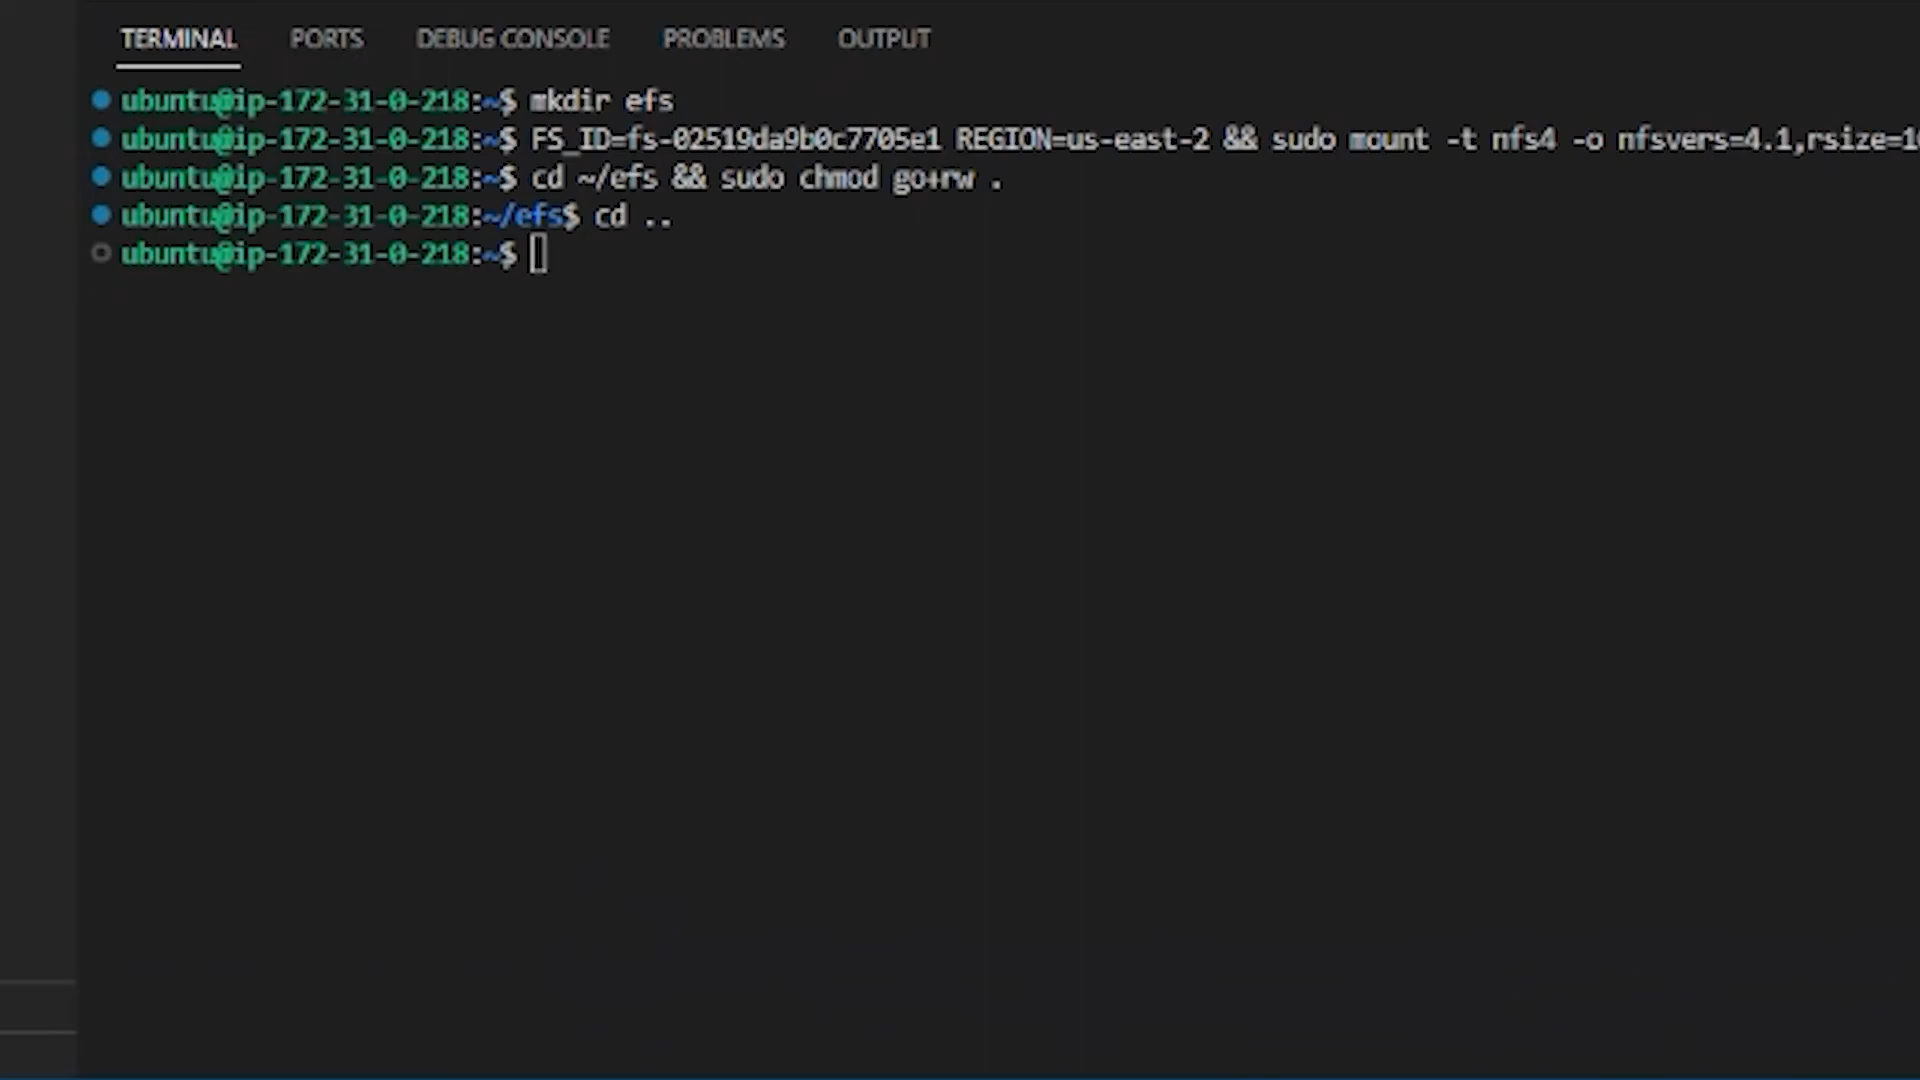 TERMINAL PORTS DEBUG CONSOLE PROBLEMS OUTPUT
ubuntu@ip-172-31-0-218:~$ mkdir efs
ubuntu@ip-172-31-0-218:~$ FS_ID=fs-02519da9b0c7705e1 REGION=us-east-2 && sudo mount -t nfs4 -o nfsvers=4.1,rsize=10
ubuntu@ip-172-31-0-218:~$ cd ~/efs && sudo chmod go+rw .
ubuntu@ip-172-31-0-218:~/efs$ cd ..
ubuntu@ip-172-31-0-218:~$